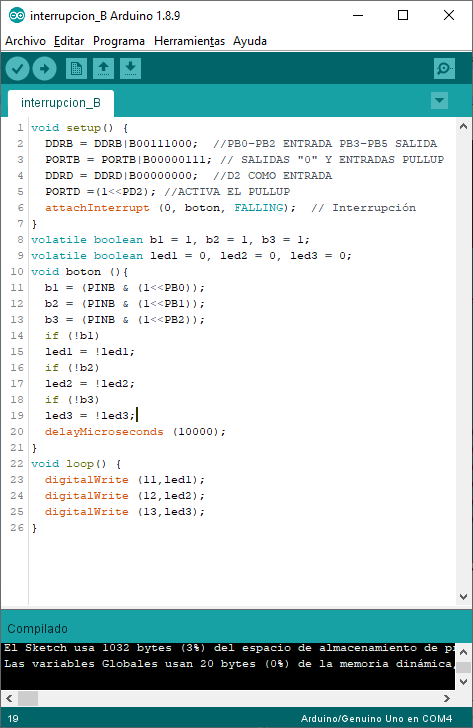 interrupcion_B Arduino 1.8.9
Archivo Editar Programa Herramientas Ayuda
interrupcion_B
1 void setup() {
2 DDRB = DDRB|B00111000; //PB0-PB2 ENTRADA PB3-PB5 SALIDA
3 PORTB = PORTB|B00000111; // SALIDAS "0" Y ENTRADAS PULLUP
4 DDRD = DDRD|B00000000; //D2 COMO ENTRADA
5 PORTD =(1<<PD2); //ACTIVA EL PULLUP
6 attachInterrupt (0, boton, FALLING); // Interrupción
7 }
8 volatile boolean b1 = 1, b2 = 1, b3 = 1;
9 volatile boolean led1 = 0, led2 = 0, led3 = 0;
10 void boton (){
11 b1 = (PINB & (1<<PB0));
12 b2 = (PINB & (1<<PB1));
13 b3 = (PINB & (1<<PB2));
14 if (!b1)
15 led1 = !led1;
16 if (!b2)
17 led2 = !led2;
18 if (!b3)
19 led3 = !led3;
20 delayMicroseconds (10000);
21 }
22 void loop() {
23 digitalWrite (11,led1);
24 digitalWrite (12,led2);
25 digitalWrite (13,led3);
26 }
Compilado
El Sketch usa 1032 bytes (3%) del espacio de almacenamiento de
Las variables Globales usan 20 bytes (0%) de la memoria dinámica,
19 Arduino/Genuino Uno en COM4